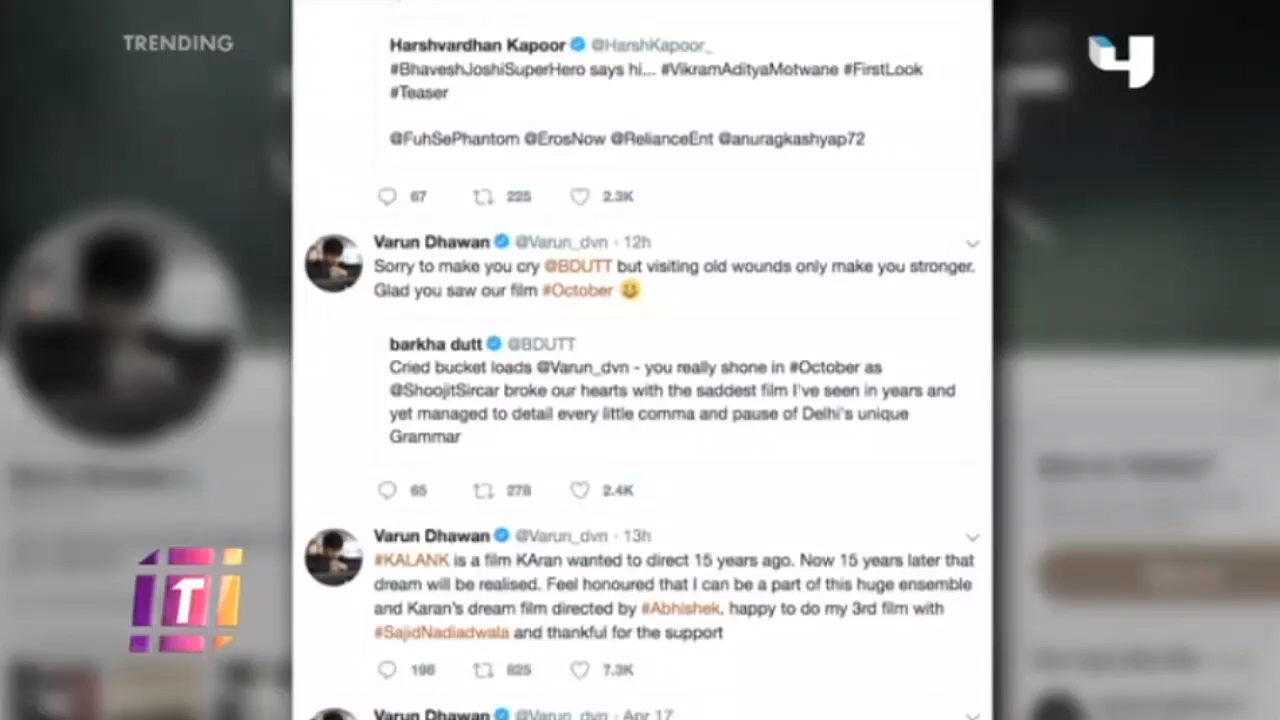 TRENDING
Harshvardhan Kapoor @HarshKapoor_
#BhaveshJoshiSuperHero says hi... #VikramAdityaMotwane #FirstLook
#Teaser
@FuhSePhantom @ErosNow @RelianceEnt @anuragkashyap72
67 225 2.3K
Varun Dhawan @Varun_dvn · 12h
Sorry to make you cry @BDUTT but visiting old wounds only make you stronger.
Glad you saw our film #October 🙂
barkha dutt @BDUTT
Cried bucket loads @Varun_dvn - you really shone in #October as
@ShoojitSircar broke our hearts with the saddest film I've seen in years and
yet managed to detail every little comma and pause of Delhi's unique
Grammar
65 278 2.4K
Varun Dhawan @Varun_dvn · 13h
#KALANK is a film KAran wanted to direct 15 years ago. Now 15 years later that
dream will be realised. Feel honoured that I can be a part of this huge ensemble
and Karan's dream film directed by #Abhishek, happy to do my 3rd film with
#SajidNadiadwala and thankful for the support
198 825 7.3K
Varun Dhawan @Varun_dvn · Apr 17
T
4